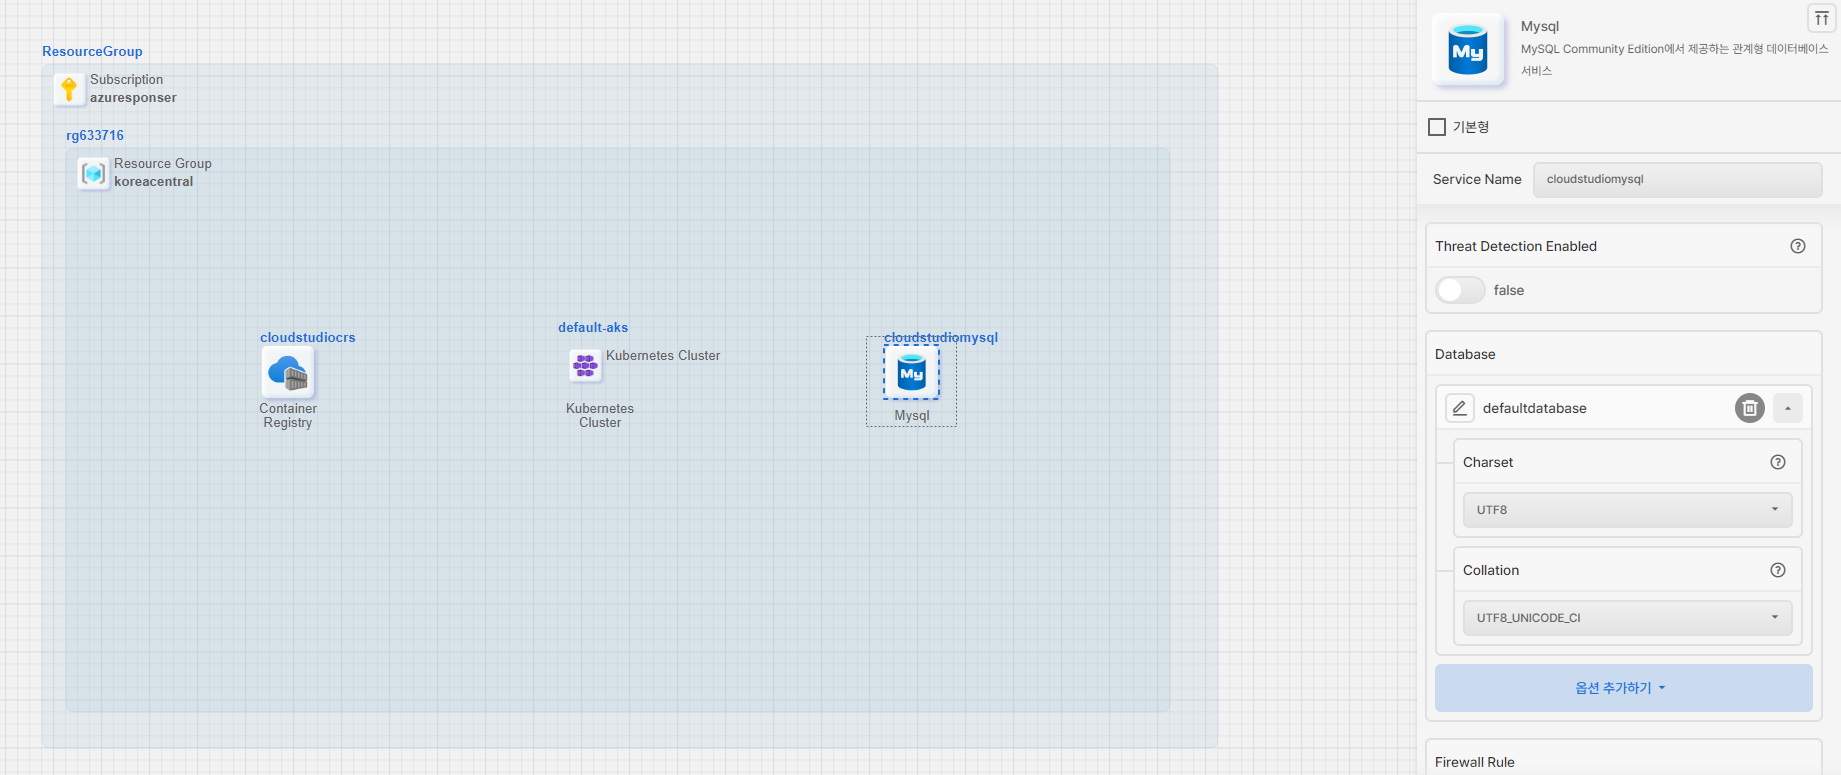 ResourceGroup
Subscription
azuresponser
rg633716
Resource Group
koreacentral
cloudstudiocrs
Container
Registry
default-aks
Kubernetes Cluster
Kubernetes
Cluster
cloudstudiomysql
My
Mysql
My
Mysql
MySQL Community Edition에서 제공하는 관계형 데이터베이스
서비스
기본형
Service Name
cloudstudiomysql
Threat Detection Enabled
?
false
Database
defaultdatabase
Charset
?
UTF8
Collation
?
UTF8_UNICODE_CI
옵션 추가하기
Firewall Rule